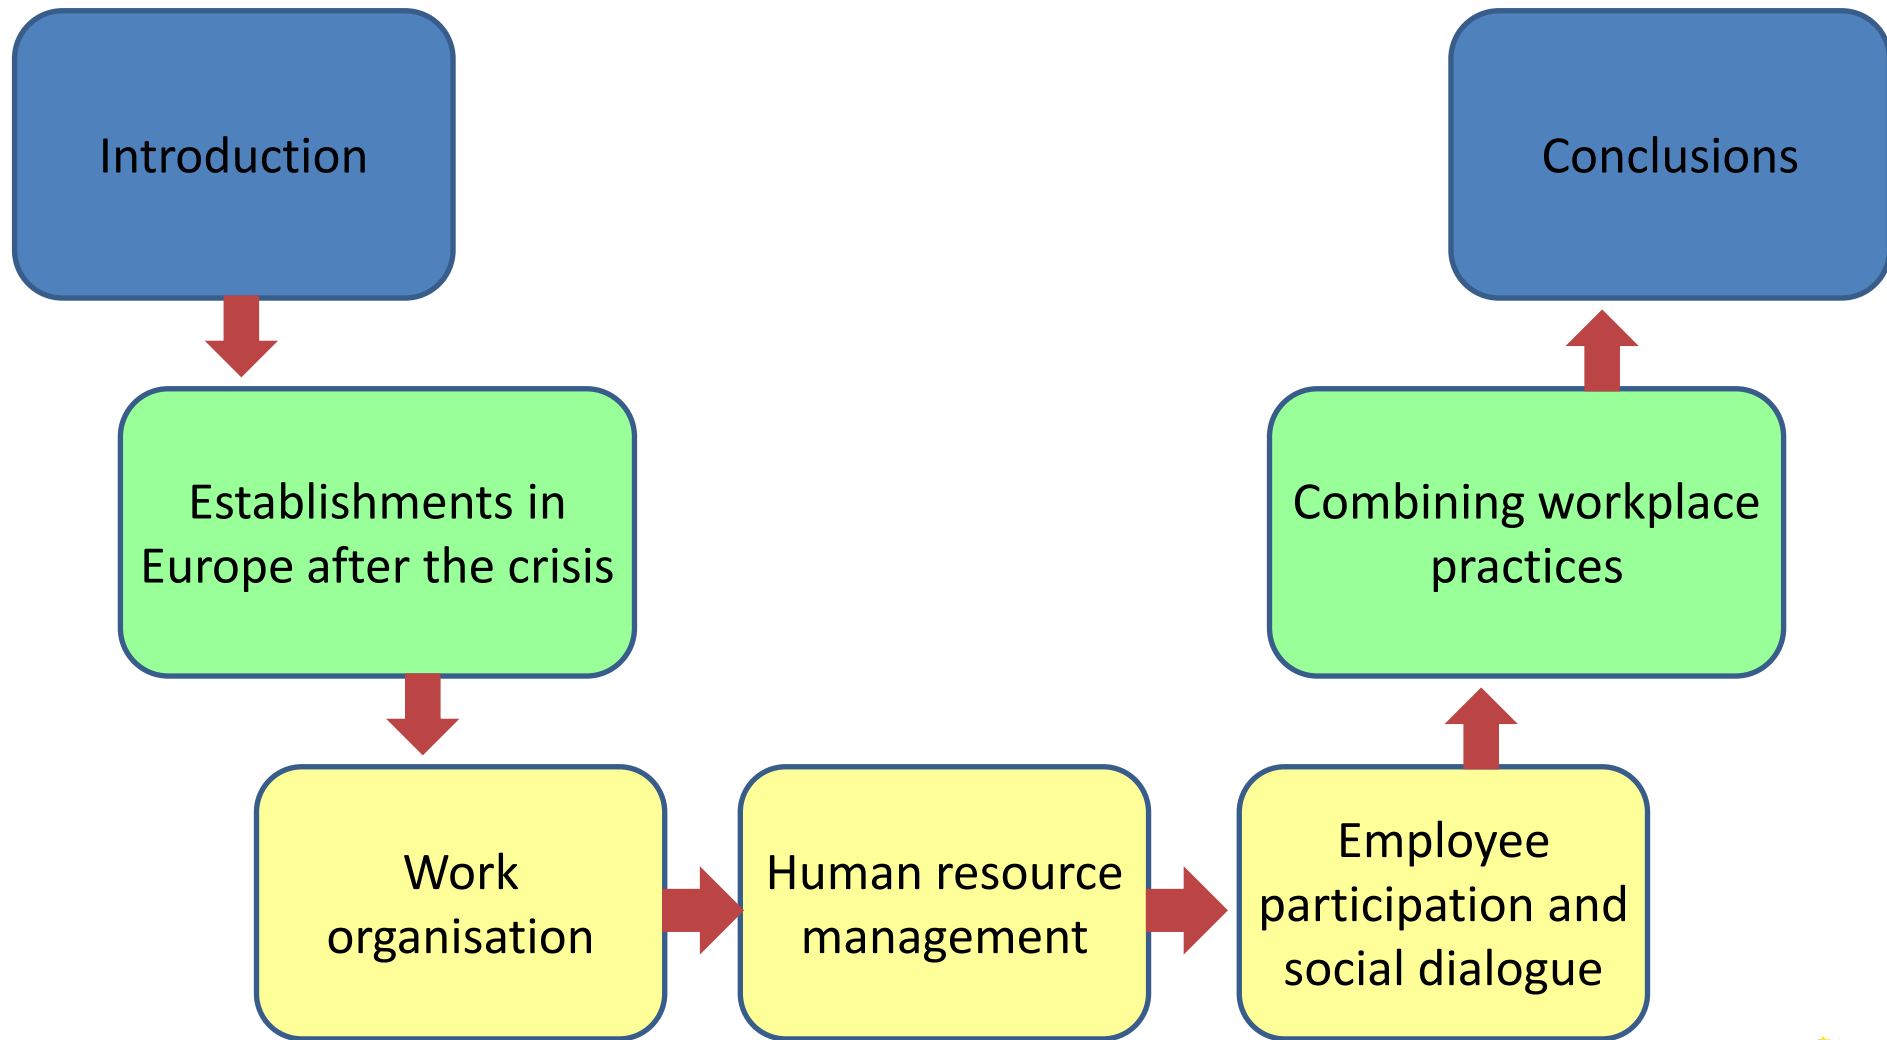 Introduction
Establishments in
Europe after the crisis
Work
organisation
Human resource
management
Employee
participation and
social dialogue
Combining workplace
practices
Conclusions